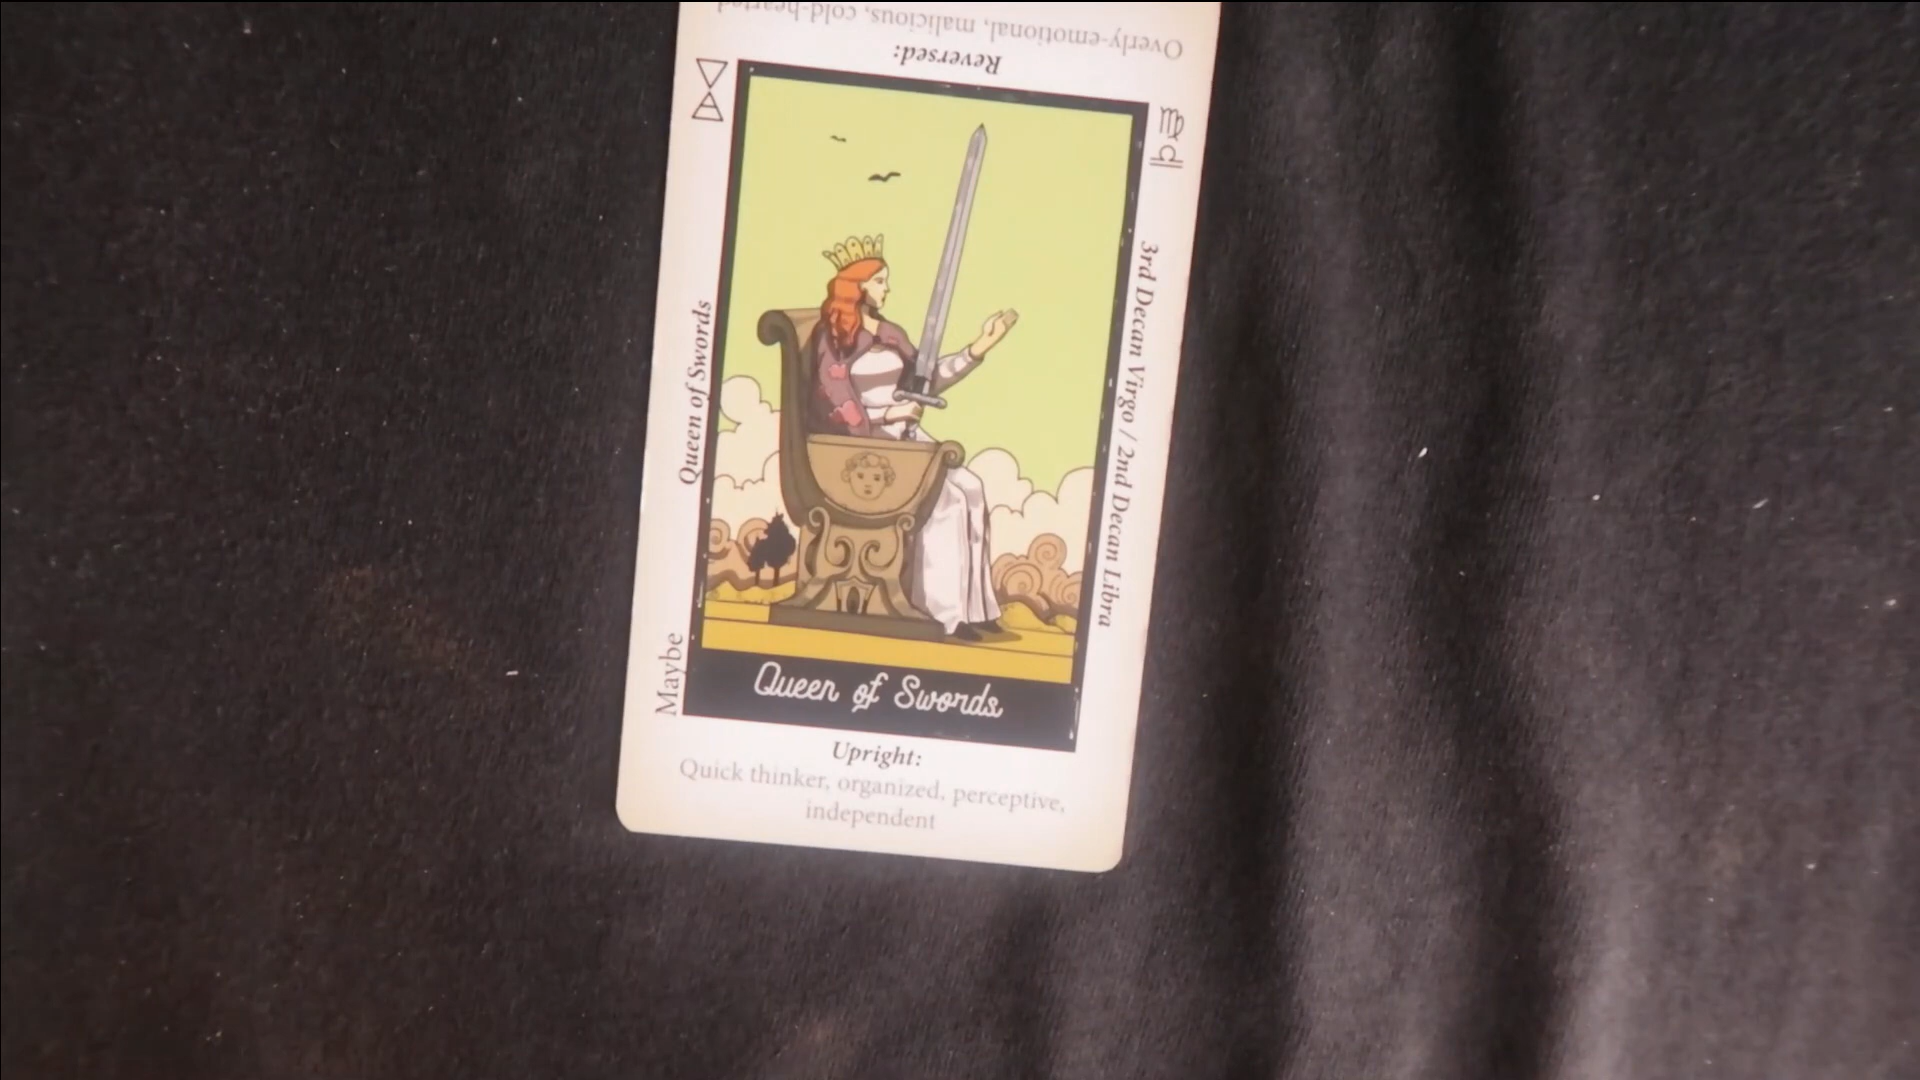 Overly-emotional, malicious, cold-hearted
Reversed:
Queen of Swords
Maybe
3rd Decan Virgo / 2nd Decan Libra
Queen of Swords
Upright:
Quick thinker, organized, perceptive,
independent